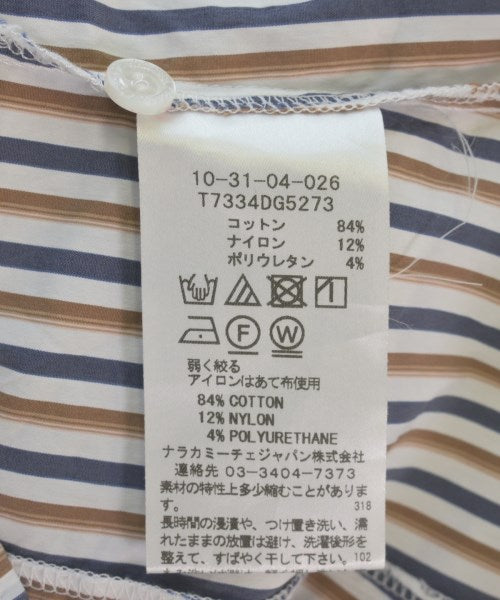 10-31-04-026
T7334DG5273
コットン 84%
ナイロン 12%
ポリウレタン 4%
F W
弱く絞る
アイロンはあて布使用
84% COTTON
12% NYLON
4% POLYURETHANE
ナラカミーチェジャパン株式会社
連絡先 03-3404-7373
素材の特性上多少縮むことがありま
す。 318
長時間の浸漬や、つけ置き洗い、濡
れたままの放置は避け、洗濯後形を
整えて、すばやく干して下さい。 102